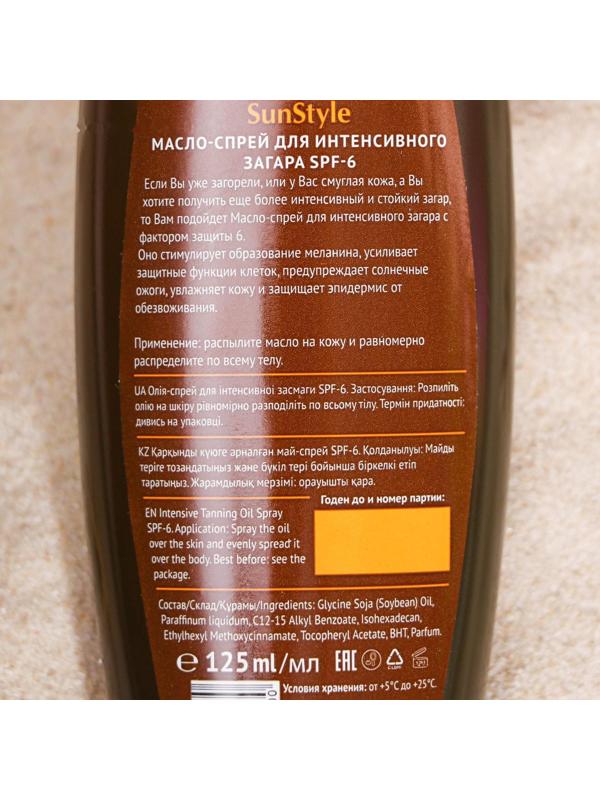 SunStyle
МАСЛО-СПРЕЙ ДЛЯ ИНТЕНСИВНОГО
ЗАГАРА SPF-6
Если Вы уже загорели, или у Вас смуглая кожа, а Вы
хотите получить еще более интенсивный и стойкий загар,
то Вам подойдет Масло-спрей для интенсивного загара с
фактором защиты 6.
Оно стимулирует образование меланина, усиливает
защитные функции клеток, предупреждает солнечные
ожоги, увлажняет кожу и защищает эпидермис от
обезвоживания.
Применение: распылите масло на кожу и равномерно
распределите по всему телу.
UA Олія-спрей для інтенсивної засмаги SPF-6. Застосування: Розпиліть
олію на шкіру рівномірно разподіліть по всьому тілу. Термін придатності:
дивись на упаковці.
KZ Қарқынды күюге арналған май-спрей SPF-6. Қолданылуы: Майды
теріге тозаңдатыңыз және бүкіл тері бойынша біркелкі етіп
таратыңыз. Жарамдылық мерзімі: орауышты қара.
EN Intensive Tanning Oil Spray
SPF-6. Application: Spray the oil
over the skin and evenly spread it
over the body. Best before: see the
package.
Годен до и номер партии:
Состав/Склад/Құрамы/Ingredients: Glycine Soja (Soybean) Oil,
Paraffinum liquidum, C12-15 Alkyl Benzoate, Isohexadecan,
Ethylhexyl Methoxycinnamate, Tocopheryl Acetate, BHT, Parfum.
℮ 125 ml/мл EAC
Условия хранения: от +5°С до +25°С.